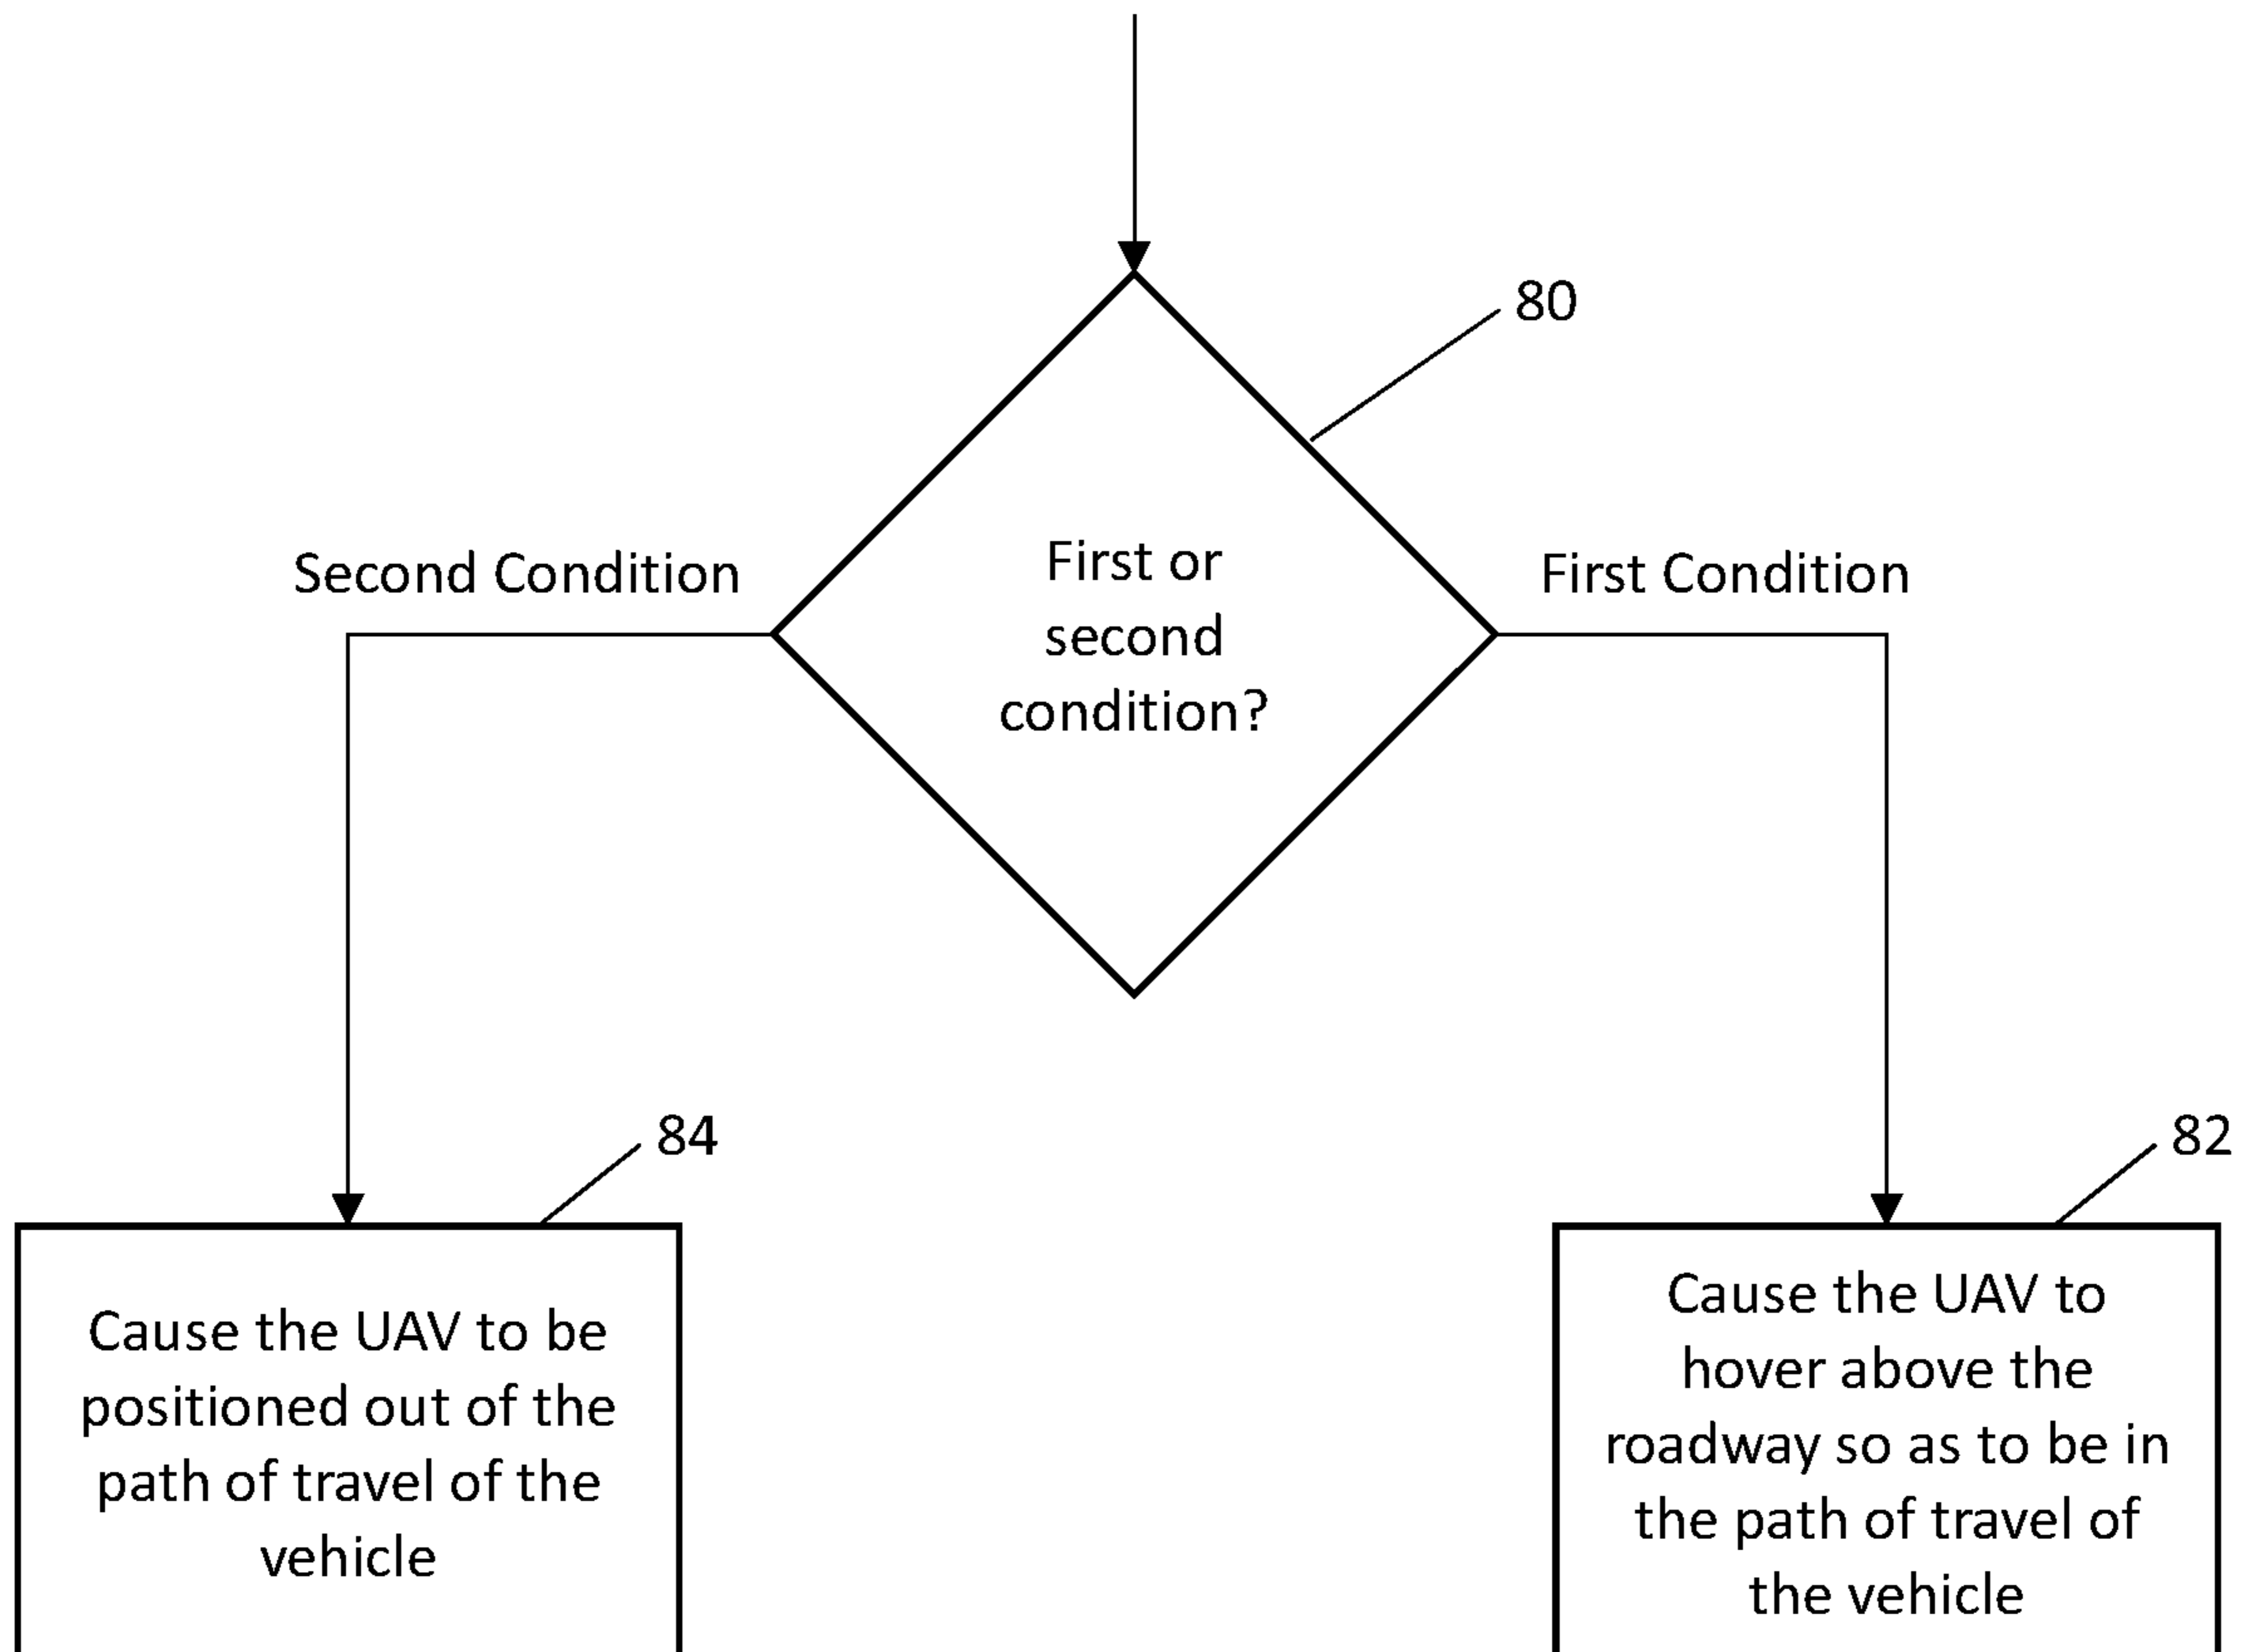 80
First or
second
condition?
Second Condition
First Condition
84
82
Cause the UAV to be
positioned out of the
path of travel of the
vehicle
Cause the UAV to
hover above the
roadway so as to be in
the path of travel of
the vehicle